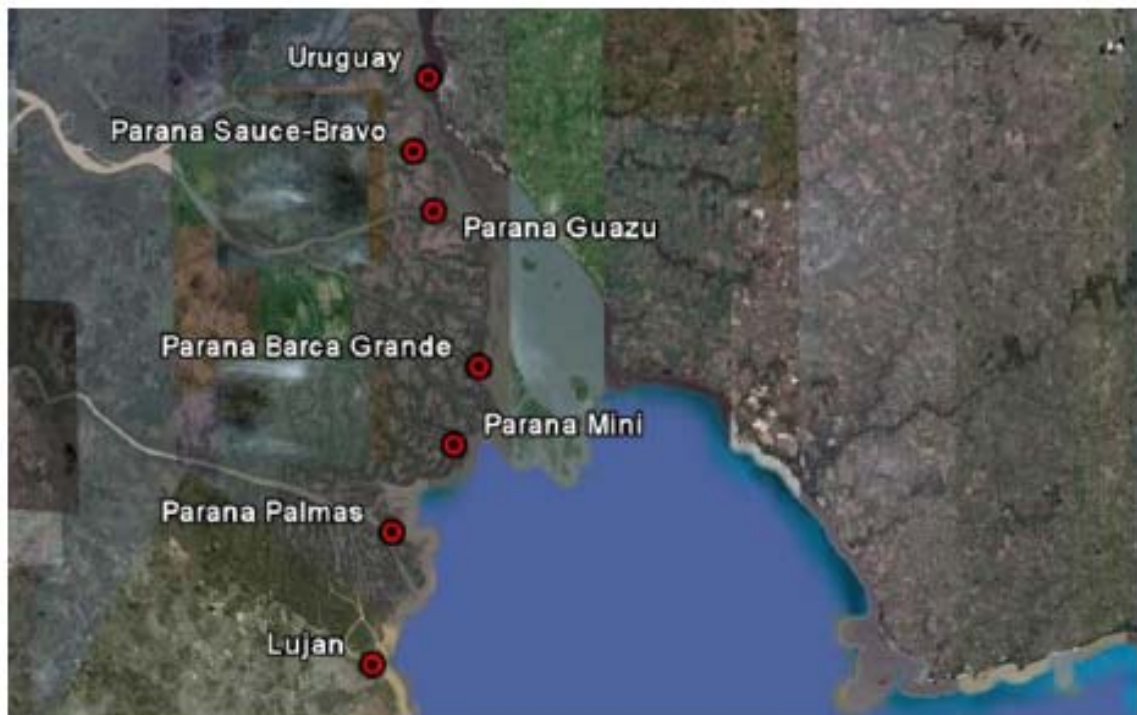 Uruguay
Parana Sauce-Bravo
Parana Guazu
Parana Barca Grande
Parana Mini
Parana Palmas
Lujan